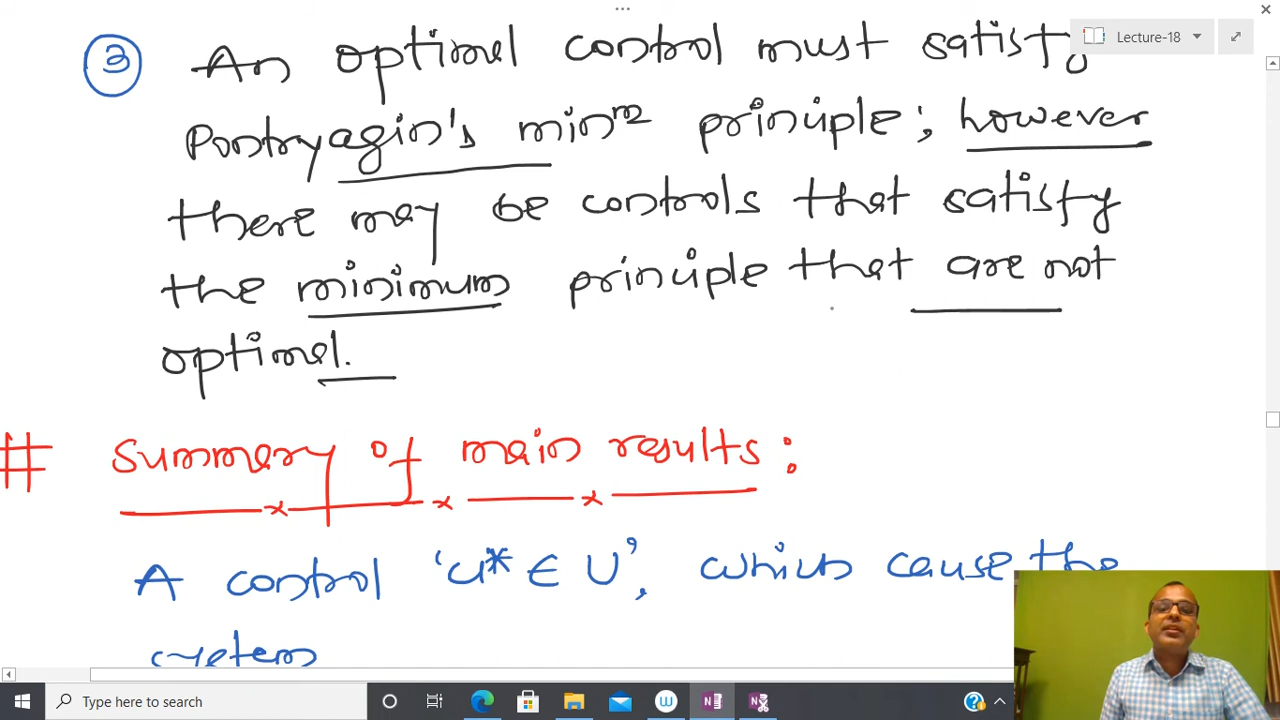 Lecture-18
3 An optimal control must satisfy
Pontryagin's minm principle; however
there may be controls that satisfy
the minimum principle that are not
optimal.
# Summary of main results:
A control 'u* ∈ U', which cause the
system
Type here to search